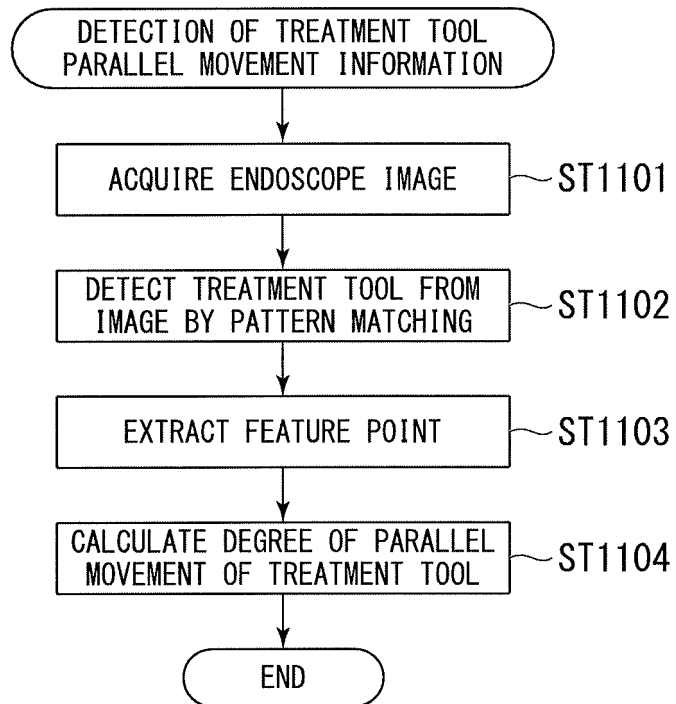 DETECTION OF TREATMENT TOOL
PARALLEL MOVEMENT INFORMATION
ACQUIRE ENDOSCOPE IMAGE
ST1101
DETECT TREATMENT TOOL FROM
IMAGE BY PATTERN MATCHING
ST1102
EXTRACT FEATURE POINT
ST1103
CALCULATE DEGREE OF PARALLEL
MOVEMENT OF TREATMENT TOOL
ST1104
END